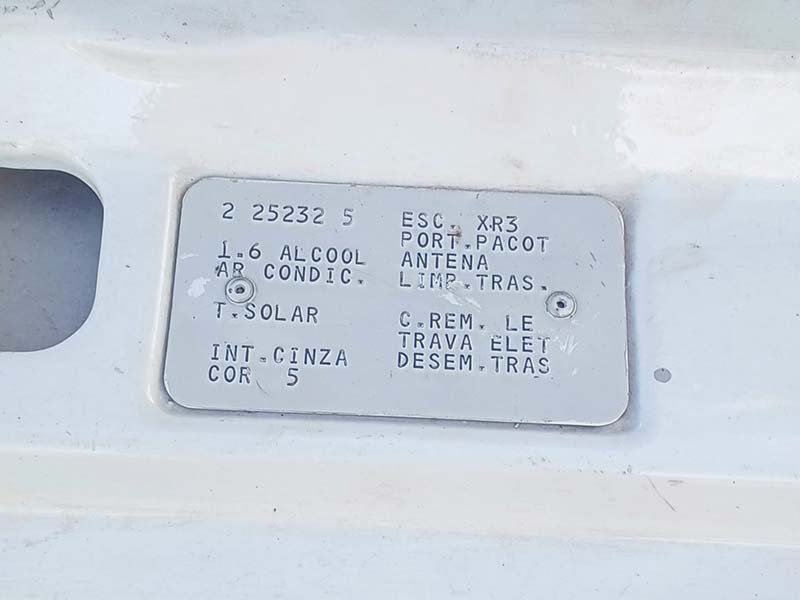 2 25232 5
1.6 ALCOOL
AR CONDIC.
T.SOLAR
INT.CINZA
COR 5
ESC. XR3
PORT.PACOT
ANTENA
LIMP.TRAS.
C.REM. LE
TRAVA ELET
DESEM.TRAS